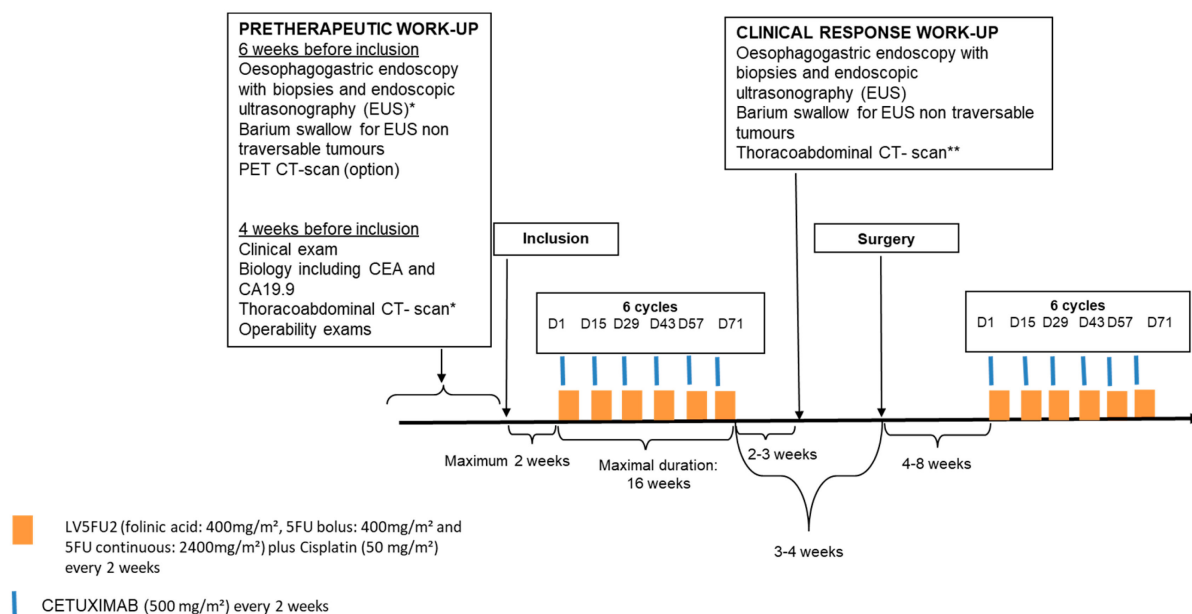 PRETHERAPEUTIC WORK-UP
6 weeks before inclusion
Oesophagogastric endoscopy
with biopsies and endoscopic
ultrasonography (EUS)*
Barium swallow for EUS non
traversable tumours
PET CT-scan (option)
4 weeks before inclusion
Clinical exam
Biology including CEA and
CA19.9
Thoracoabdominal CT- scan*
Operability exams
CLINICAL RESPONSE WORK-UP
Oesophagogastric endoscopy with
biopsies and endoscopic
ultrasonography (EUS)
Barium swallow for EUS non traversable
tumours
Thoracoabdominal CT- scan**
Inclusion
Surgery
6 cycles
D1 D15 D29 D43 D57 D71
6 cycles
D1 D15 D29 D43 D57 D71
Maximum 2 weeks
Maximal duration:
16 weeks
2-3 weeks
4-8 weeks
3-4 weeks
LV5FU2 (folinic acid: 400mg/m², 5FU bolus: 400mg/m² and
5FU continuous: 2400mg/m²) plus Cisplatin (50 mg/m²)
every 2 weeks
CETUXIMAB (500 mg/m²) every 2 weeks